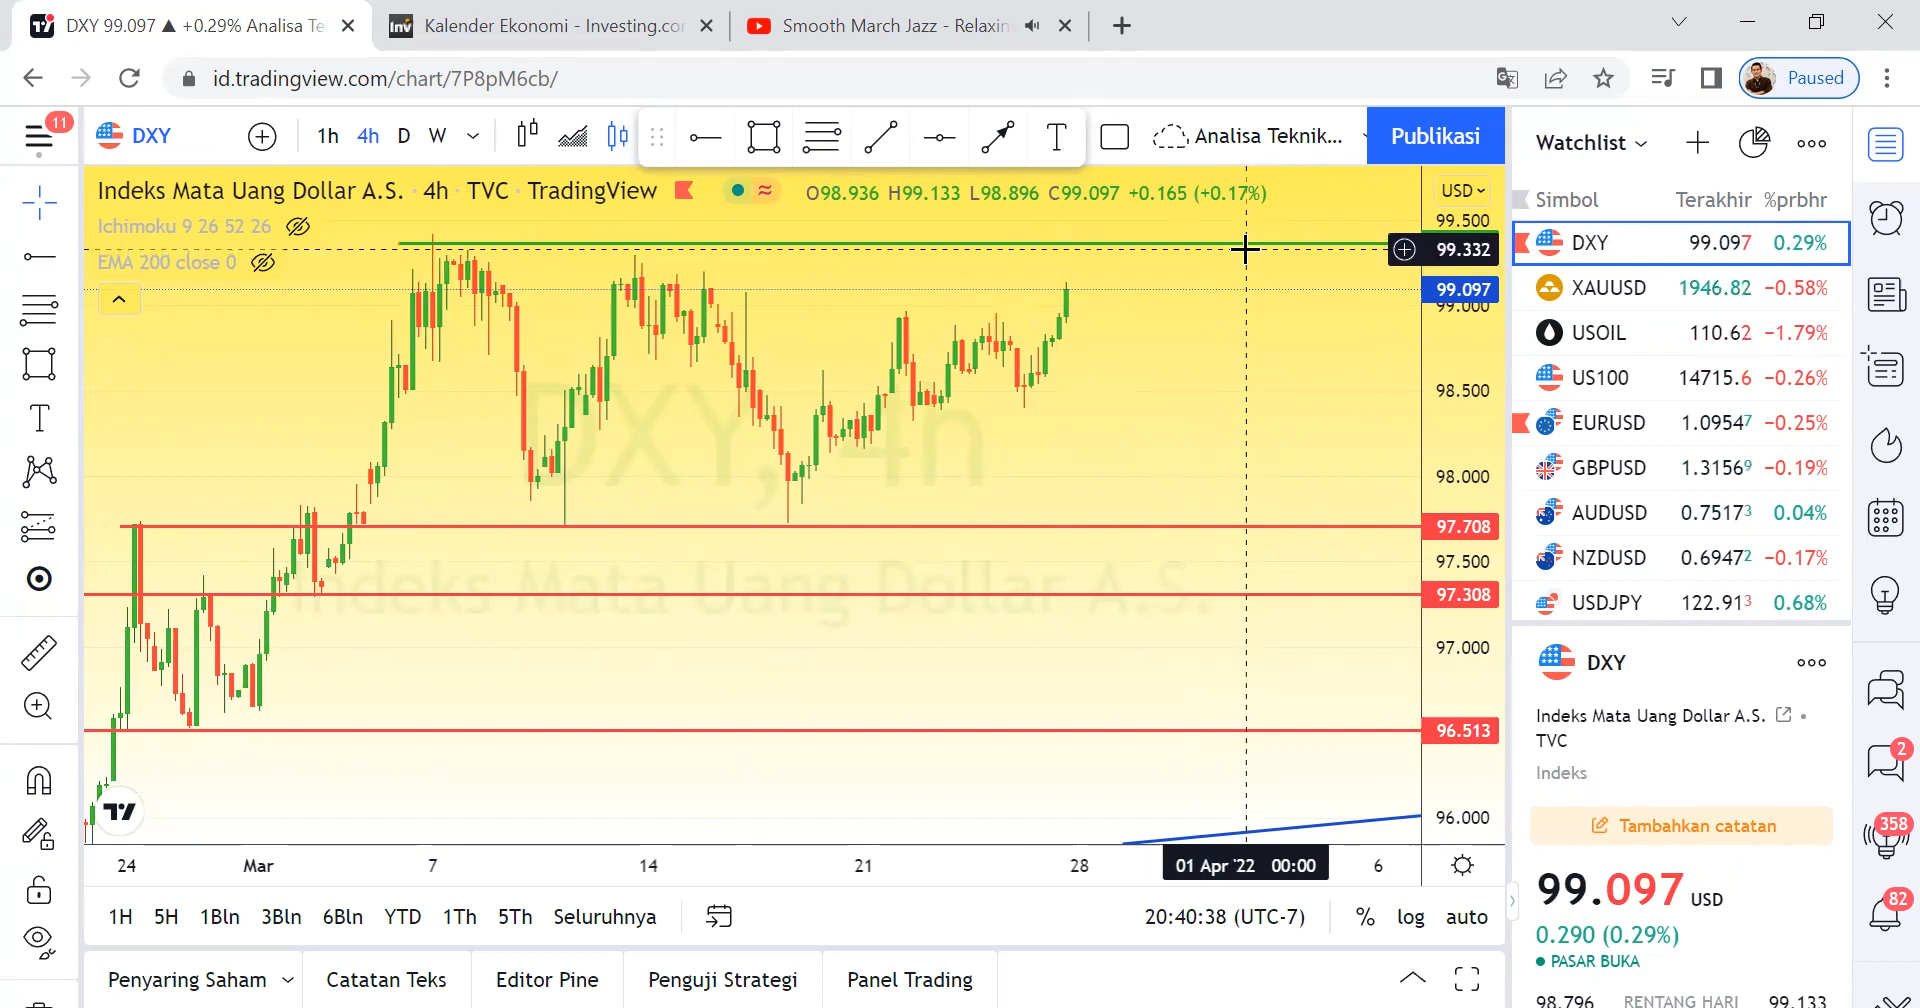 DXY 99.097 ▲ +0.29% Analisa Te
Kalender Ekonomi - Investing.co
Smooth March Jazz - Relaxin
id.tradingview.com/chart/7P8pM6cb/
Paused
11
DXY
1h 4h D W
T
Analisa Teknik...
Publikasi
Watchlist
Indeks Mata Uang Dollar A.S. · 4h · TVC · TradingView
O98.936 H99.133 L98.896 C99.097 +0.165 (+0.17%)
USD
Ichimoku 9 26 52 26
EMA 200 close 0
99.500
99.332
99.097
99.000
98.500
98.000
97.708
97.500
97.308
97.000
96.513
96.000
DXY, 4h
Indeks Mata Uang Dollar A.S.
24 Mar 7 14 21 28 01 Apr '22 00:00 6
1H 5H 1Bln 3Bln 6Bln YTD 1Th 5Th Seluruhnya
20:40:38 (UTC-7) % log auto
Penyaring Saham Catatan Teks Editor Pine Penguji Strategi Panel Trading
Simbol Terakhir %prbhr
DXY 99.097 0.29%
XAUUSD 1946.82 −0.58%
USOIL 110.62 −1.79%
US100 14715.6 −0.26%
EURUSD 1.09547 −0.25%
GBPUSD 1.31569 −0.19%
AUDUSD 0.75173 0.04%
NZDUSD 0.69472 −0.17%
USDJPY 122.913 0.68%
DXY
Indeks Mata Uang Dollar A.S. •
TVC
Indeks
Tambahkan catatan
99.097 USD
0.290 (0.29%)
PASAR BUKA
98.796 RENTANG HARI 99.133
2
358
82